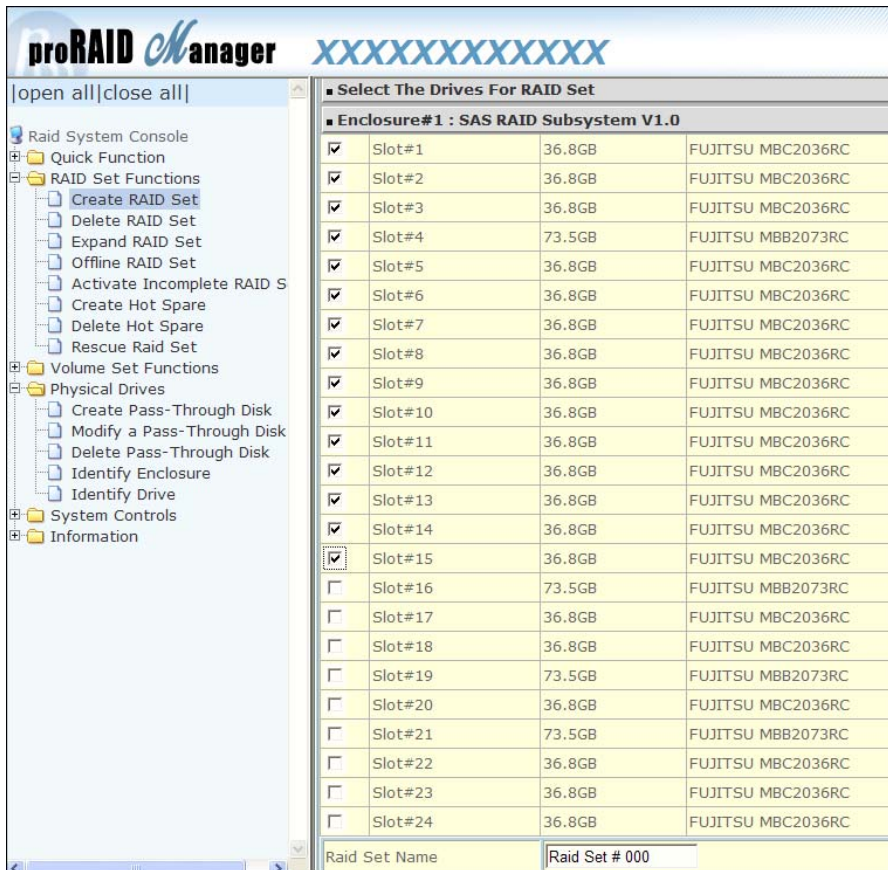 proRAID Manager XXXXXXXXXXXXX
|open all|close all|
Raid System Console
Quick Function
RAID Set Functions
Create RAID Set
Delete RAID Set
Expand RAID Set
Offline RAID Set
Activate Incomplete RAID S
Create Hot Spare
Delete Hot Spare
Rescue Raid Set
Volume Set Functions
Physical Drives
Create Pass-Through Disk
Modify a Pass-Through Disk
Delete Pass-Through Disk
Identify Enclosure
Identify Drive
System Controls
Information
Select The Drives For RAID Set
Enclosure#1 : SAS RAID Subsystem V1.0
Slot#1 36.8GB FUJITSU MBC2036RC
Slot#2 36.8GB FUJITSU MBC2036RC
Slot#3 36.8GB FUJITSU MBC2036RC
Slot#4 73.5GB FUJITSU MBB2073RC
Slot#5 36.8GB FUJITSU MBC2036RC
Slot#6 36.8GB FUJITSU MBC2036RC
Slot#7 36.8GB FUJITSU MBC2036RC
Slot#8 36.8GB FUJITSU MBC2036RC
Slot#9 36.8GB FUJITSU MBC2036RC
Slot#10 36.8GB FUJITSU MBC2036RC
Slot#11 36.8GB FUJITSU MBC2036RC
Slot#12 36.8GB FUJITSU MBC2036RC
Slot#13 36.8GB FUJITSU MBC2036RC
Slot#14 36.8GB FUJITSU MBC2036RC
Slot#15 36.8GB FUJITSU MBC2036RC
Slot#16 73.5GB FUJITSU MBB2073RC
Slot#17 36.8GB FUJITSU MBC2036RC
Slot#18 36.8GB FUJITSU MBC2036RC
Slot#19 73.5GB FUJITSU MBB2073RC
Slot#20 36.8GB FUJITSU MBC2036RC
Slot#21 73.5GB FUJITSU MBB2073RC
Slot#22 36.8GB FUJITSU MBC2036RC
Slot#23 36.8GB FUJITSU MBC2036RC
Slot#24 36.8GB FUJITSU MBC2036RC
Raid Set Name Raid Set # 000